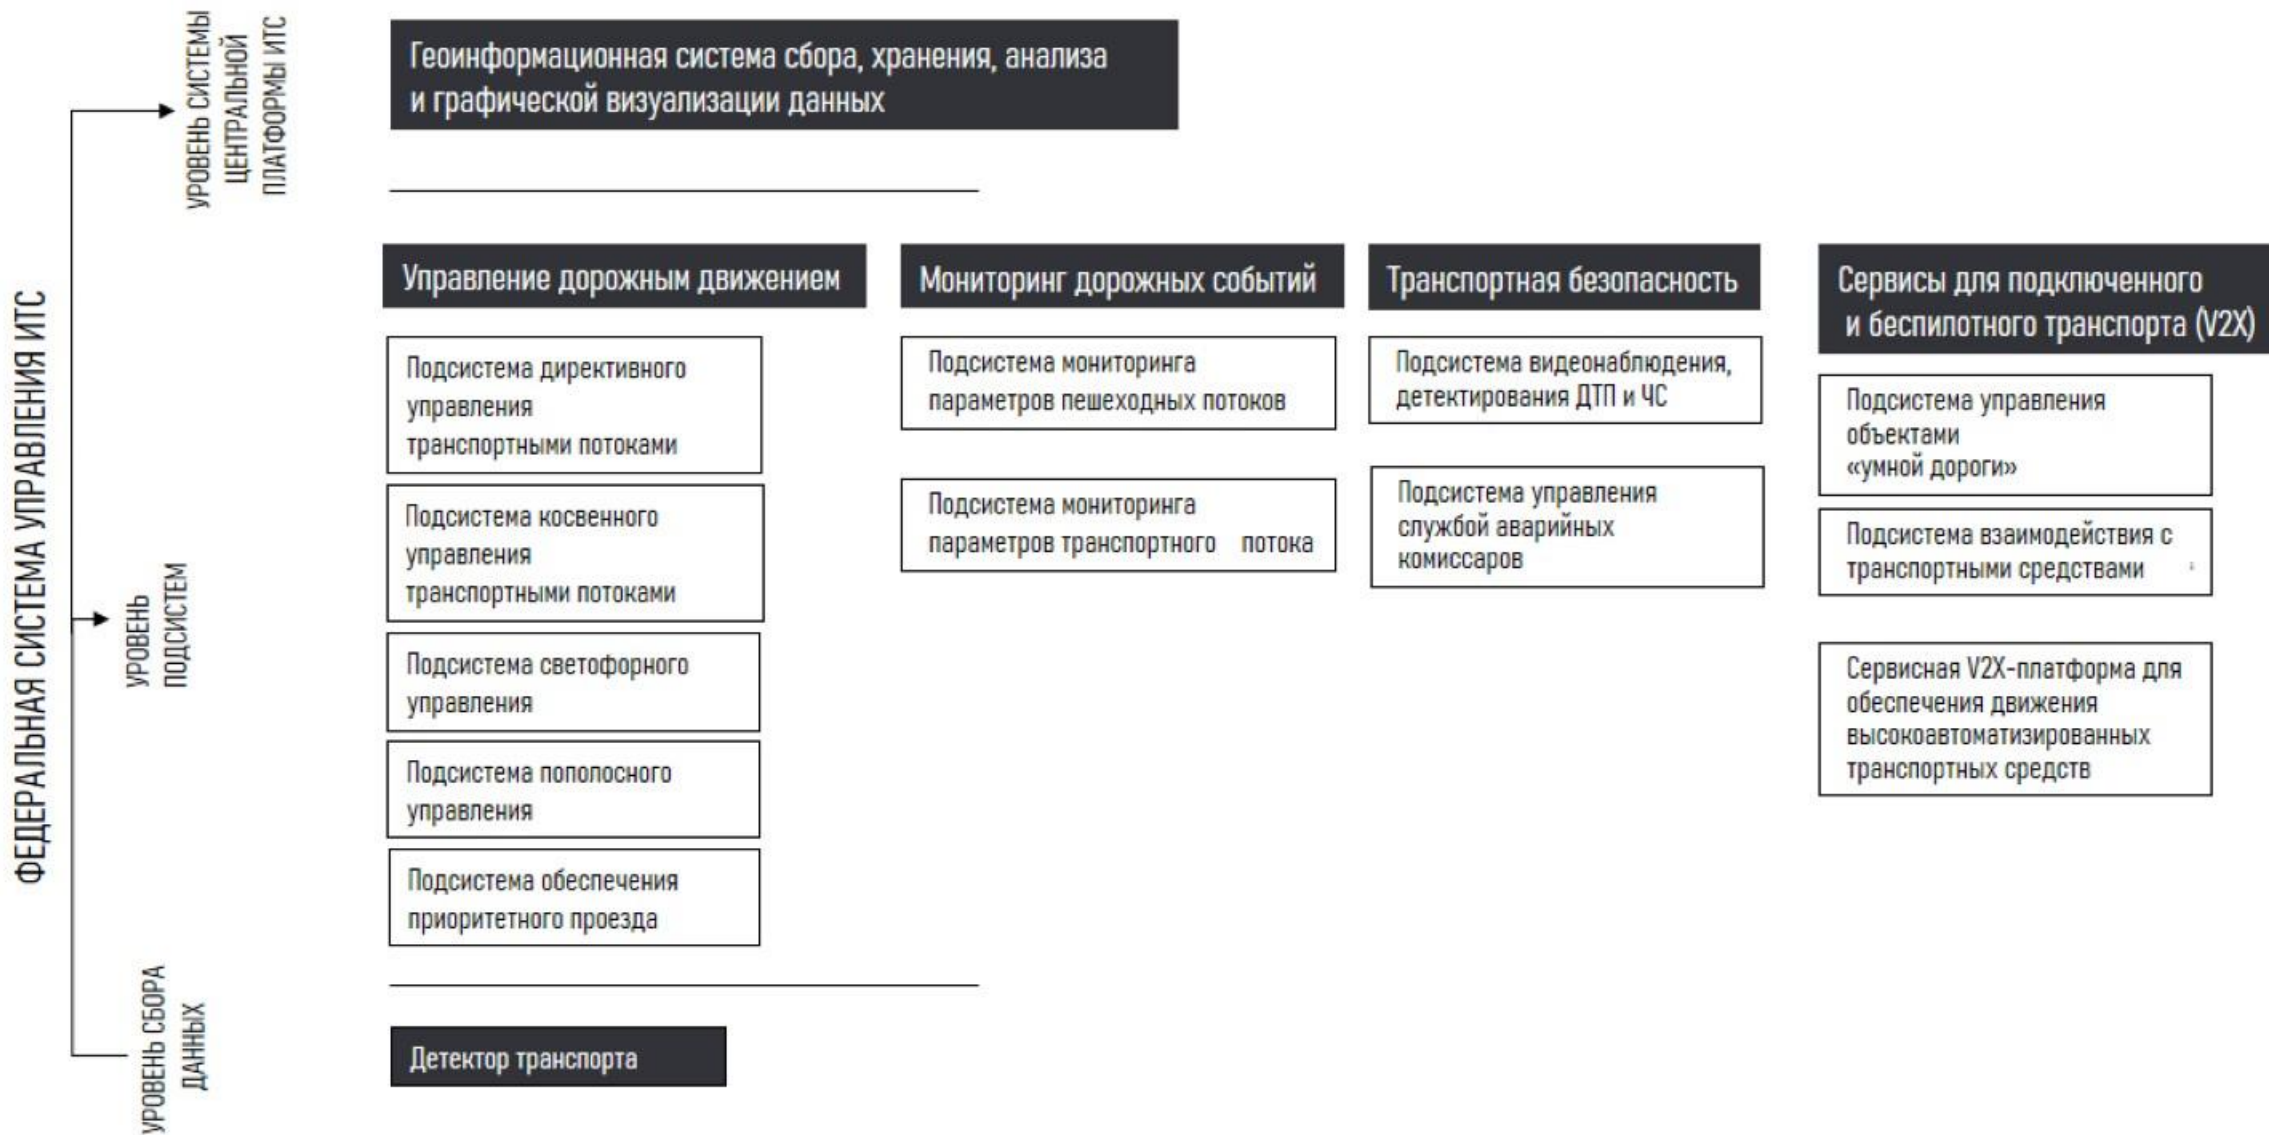 ФЕДЕРАЛЬНАЯ СИСТЕМА УПРАВЛЕНИЯ ИТС
УРОВЕНЬ СИСТЕМЫ
ЦЕНТРАЛЬНОЙ
ПЛАТФОРМЫ ИТС
Геоинформационная система сбора, хранения, анализа
и графической визуализации данных
УРОВЕНЬ
ПОДСИСТЕМ
Управление дорожным движением
Подсистема директивного
управления
транспортными потоками
Подсистема косвенного
управления
транспортными потоками
Подсистема светофорного
управления
Подсистема пополосного
управления
Подсистема обеспечения
приоритетного проезда
Мониторинг дорожных событий
Подсистема мониторинга
параметров пешеходных потоков
Подсистема мониторинга
параметров транспортного потока
Транспортная безопасность
Подсистема видеонаблюдения,
детектирования ДТП и ЧС
Подсистема управления
службой аварийных
комиссаров
Сервисы для подключенного
и беспилотного транспорта (V2X)
Подсистема управления
объектами
«умной дороги»
Подсистема взаимодействия с
транспортными средствами
Сервисная V2X-платформа для
обеспечения движения
высокоавтоматизированных
транспортных средств
УРОВЕНЬ СБОРА
ДАННЫХ
Детектор транспорта